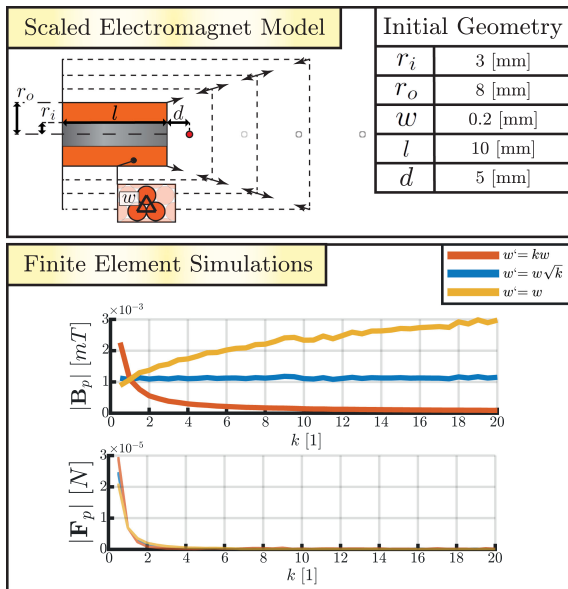 Scaled Electromagnet Model
Initial Geometry
r_i 3 [mm]
r_o 8 [mm]
w 0.2 [mm]
l 10 [mm]
d 5 [mm]
r_o
r_i
l
d
w
Finite Element Simulations
w‘= kw
w‘= w√k
w‘= w
×10⁻³
|B_p| [mT]
3
2
1
0
0 2 4 6 8 10 12 14 16 18 20
k [1]
×10⁻⁵
|F_p| [N]
3
2
1
0
0 2 4 6 8 10 12 14 16 18 20
k [1]